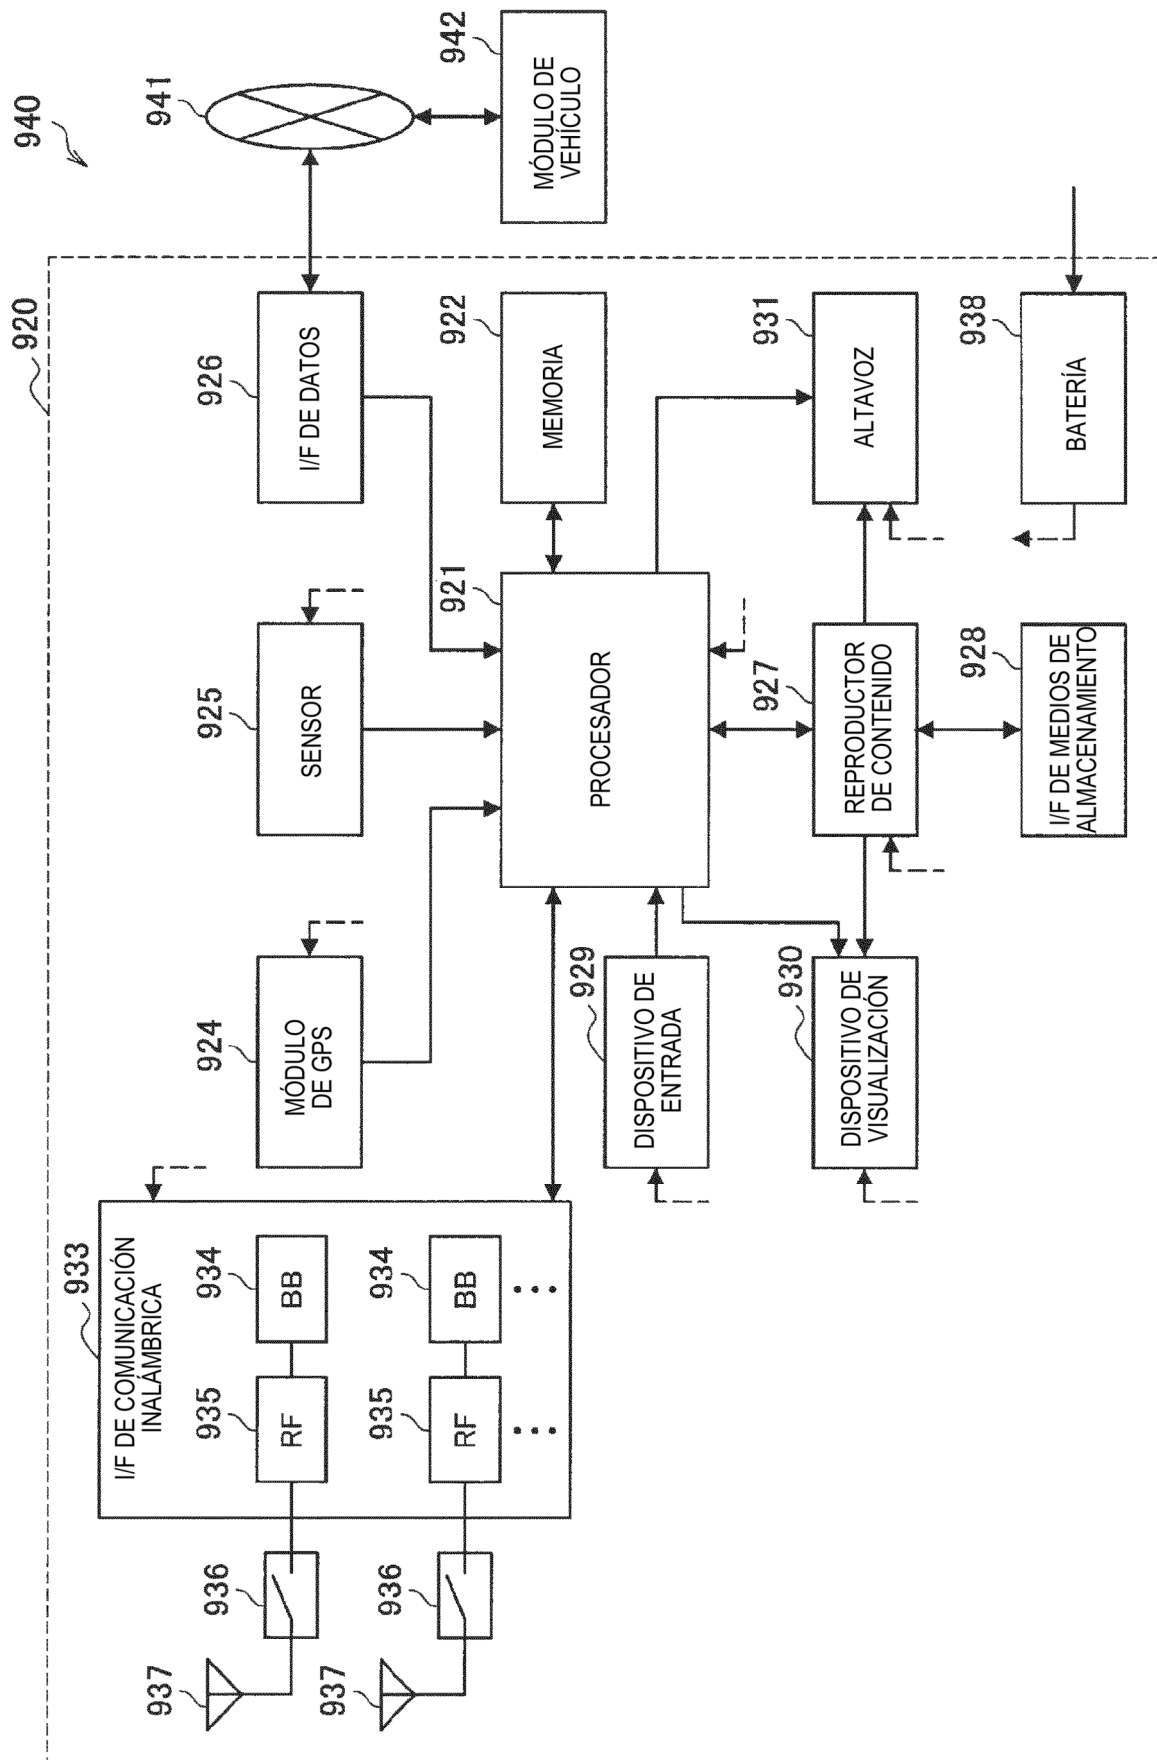 940
920
941
942
MÓDULO DE
VEHÍCULO
933
I/F DE COMUNICACIÓN
INALÁMBRICA
924
MÓDULO
DE GPS
925
SENSOR
926
I/F DE DATOS
937
936
935
RF
934
BB
937
936
935
RF
934
BB
921
PROCESADOR
922
MEMORIA
929
DISPOSITIVO DE
ENTRADA
930
DISPOSITIVO DE
VISUALIZACIÓN
927
REPRODUCTOR
DE CONTENIDO
931
ALTAVOZ
928
I/F DE MEDIOS DE
ALMACENAMIENTO
938
BATERÍA